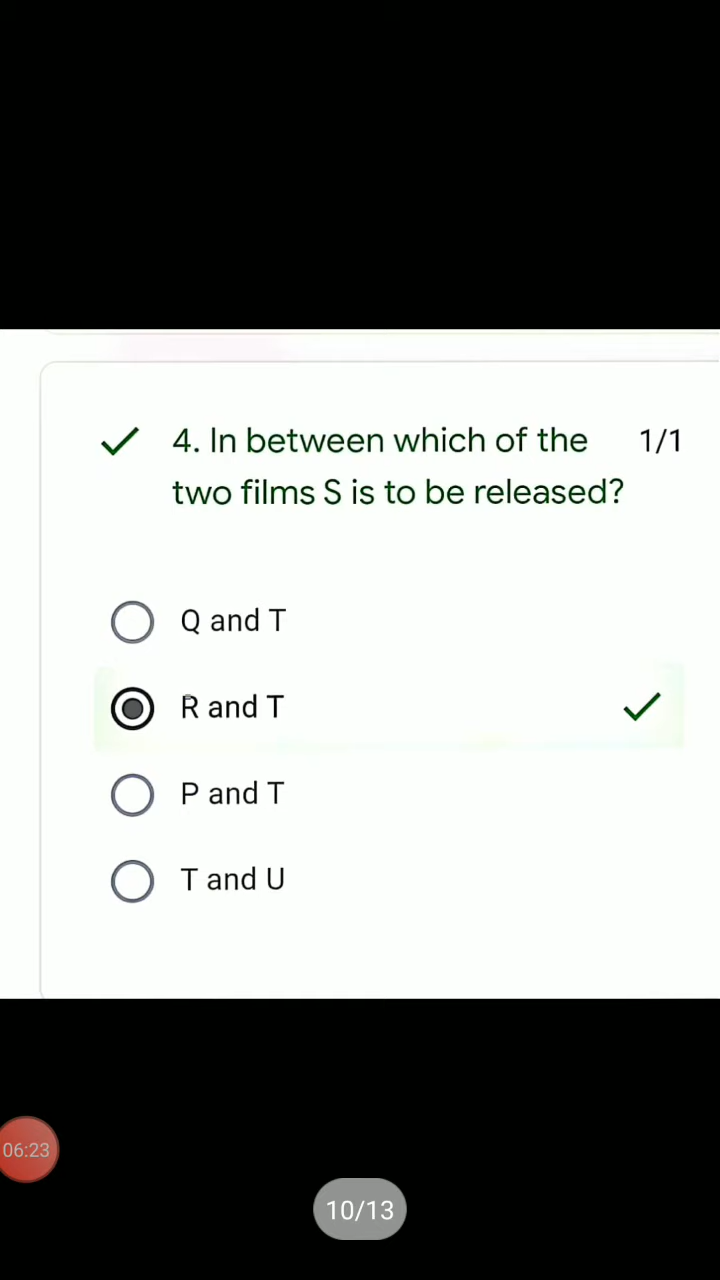 4. In between which of the 1/1
two films S is to be released?
Q and T
R and T
P and T
T and U
06:23
10/13